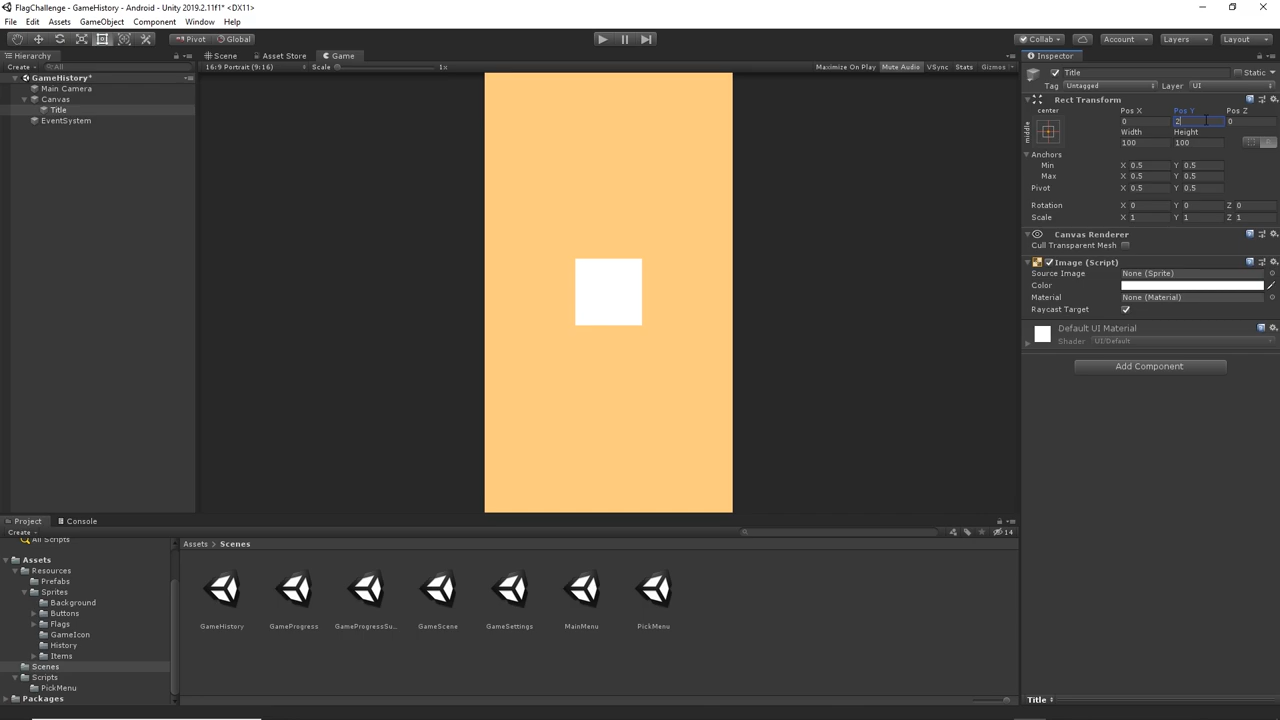 FlagChallenge - GameHistory - Android - Unity 2019.2.11f1* <DX11>
File Edit Assets GameObject Component Window Help
Pivot Global Collab Account Layers Layout
Hierarchy Scene Asset Store Game Inspector
Create All 16:9 Portrait (9:16) Scale 1x Maximize On Play Mute Audio VSync Stats Gizmos
GameHistory*
Main Camera
Canvas
Title
EventSystem
Title Static
Tag Untagged Layer UI
Rect Transform
center Pos X Pos Y Pos Z
middle 0 2 0
Width Height
100 100
Anchors
Min X 0.5 Y 0.5
Max X 0.5 Y 0.5
Pivot X 0.5 Y 0.5
Rotation X 0 Y 0 Z 0
Scale X 1 Y 1 Z 1
Canvas Renderer
Cull Transparent Mesh
Image (Script)
Source Image None (Sprite)
Color
Material None (Material)
Raycast Target
Default UI Material
Shader UI/Default
Add Component
Project Console
Create 14
All Scripts
Assets
Resources
Prefabs
Sprites
Background
Buttons
Flags
GameIcon
History
Items
Scenes
Scripts
PickMenu
Packages
Assets > Scenes
GameHistory GameProgress GameProgressSu... GameScene GameSettings MainMenu PickMenu
Title